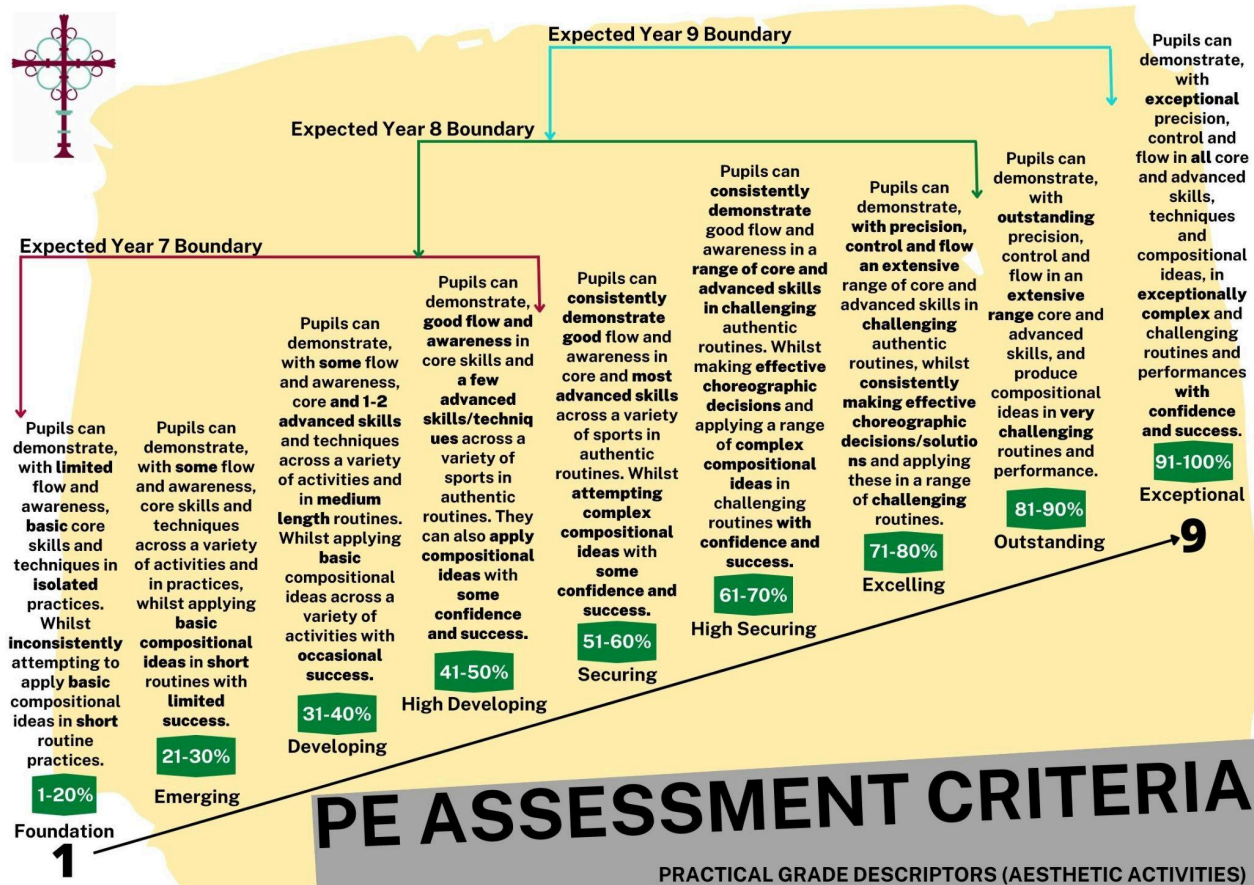 Expected Year 9 Boundary
Expected Year 8 Boundary
Expected Year 7 Boundary
Pupils can
demonstrate,
with limited
flow and
awareness,
basic core
skills and
techniques in
isolated
practices.
Whilst
inconsistently
attempting to
apply basic
compositional
ideas in short
routine
practices.
1-20%
Foundation
1
Pupils can
demonstrate,
with some flow
and awareness,
core skills and
techniques
across a variety
of activities and
in practices,
whilst applying
basic
compositional
ideas in short
routines with
limited
success.
21-30%
Emerging
Pupils can
demonstrate,
with some flow
and awareness,
core and 1-2
advanced skills
and techniques
across a variety
of activities and
in medium
length routines.
Whilst applying
basic
compositional
ideas across a
variety of
activities with
occasional
success.
31-40%
Developing
Pupils can
demonstrate,
good flow and
awareness in
core skills and
a few
advanced
skills/techniq
ues across a
variety of
sports in
authentic
routines. They
can also apply
compositional
ideas with
some
confidence
and success.
41-50%
High Developing
Pupils can
consistently
demonstrate
good flow and
awareness in
core and most
advanced skills
across a variety
of sports in
authentic
routines. Whilst
attempting
complex
compositional
ideas with
some
confidence and
success.
51-60%
Securing
Pupils can
consistently
demonstrate
good flow and
awareness in a
range of core and
advanced skills
in challenging
authentic
routines. Whilst
making effective
choreographic
decisions and
applying a range
of complex
compositional
ideas in
challenging
routines with
confidence and
success.
61-70%
High Securing
Pupils can
demonstrate,
with precision,
control and flow
an extensive
range of core and
advanced skills in
challenging
authentic
routines, whilst
consistently
making effective
choreographic
decisions/solutio
ns and applying
these in a range
of challenging
routines.
71-80%
Excelling
Pupils can
demonstrate,
with
outstanding
precision,
control and
flow in an
extensive
range core and
advanced
skills, and
produce
compositional
ideas in very
challenging
routines and
performance.
81-90%
Outstanding
Pupils can
demonstrate,
with
exceptional
precision,
control and
flow in all core
and advanced
skills,
techniques
and
compositional
ideas, in
exceptionally
complex and
challenging
routines and
performances
with
confidence
and success.
91-100%
Exceptional
9
PE ASSESSMENT CRITERIA
PRACTICAL GRADE DESCRIPTORS (AESTHETIC ACTIVITIES)